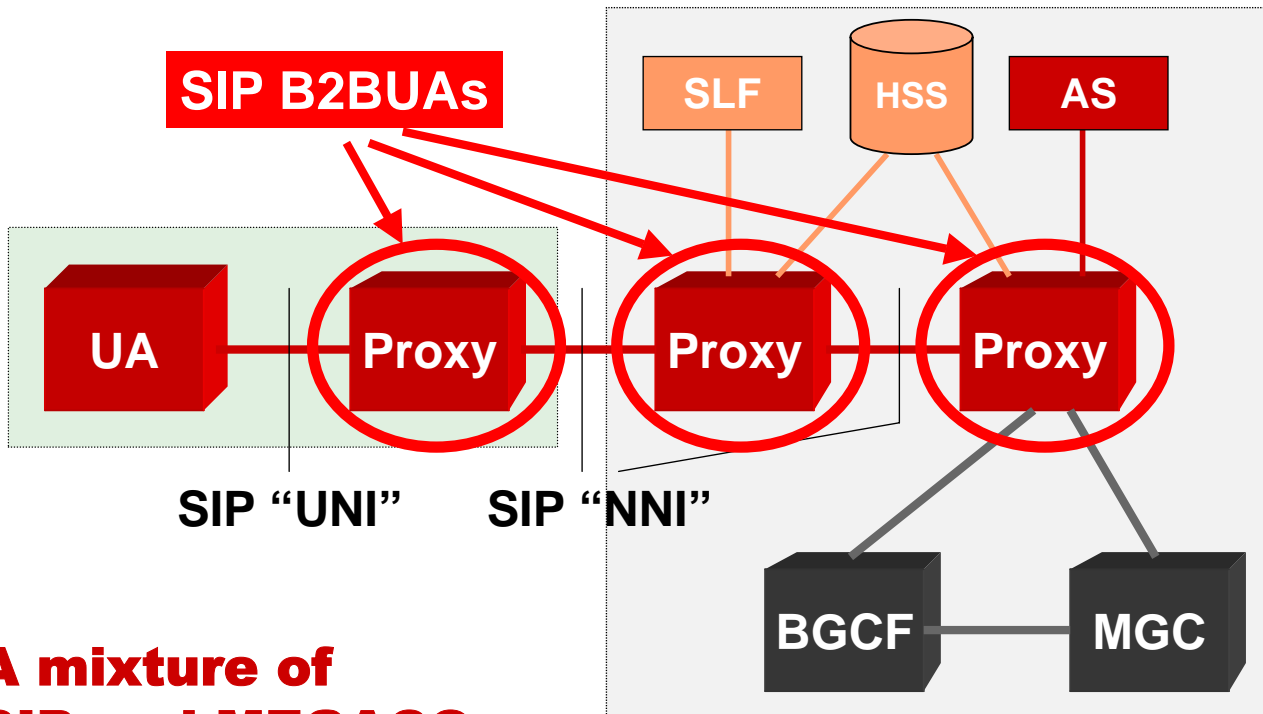 SIP B2BUAs
SLF
HSS
AS
UA
Proxy
Proxy
Proxy
SIP “UNI”
SIP “NNI”
BGCF
MGC
A mixture of